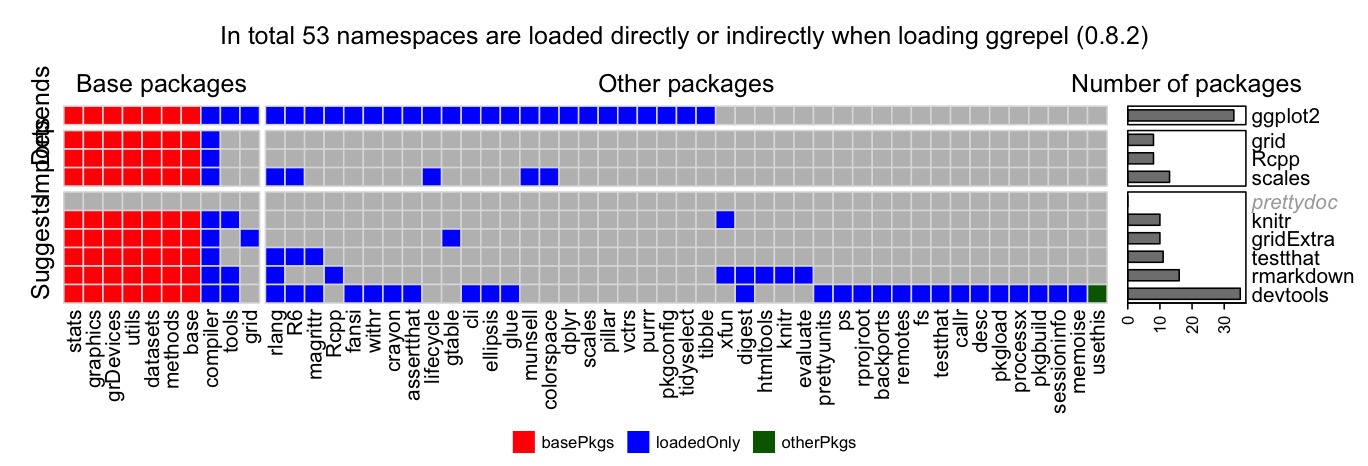 In total 53 namespaces are loaded directly or indirectly when loading ggrepel (0.8.2)
Base packages
Other packages
Number of packages
Depends
Imports
Suggests
ggplot2
grid
Rcpp
scales
prettydoc
knitr
gridExtra
testthat
rmarkdown
devtools
stats
graphics
grDevices
utils
datasets
methods
base
compiler
tools
grid
rlang
R6
magrittr
Rcpp
fansi
withr
crayon
assertthat
lifecycle
gtable
cli
ellipsis
glue
munsell
colorspace
dplyr
scales
pillar
vctrs
purrr
pkgconfig
tidyselect
tibble
xfun
digest
htmltools
knitr
evaluate
prettyunits
ps
rprojroot
backports
remotes
fs
testthat
callr
desc
pkgload
processx
pkgbuild
sessioninfo
memoise
usethis
0
10
20
30
basePkgs
loadedOnly
otherPkgs